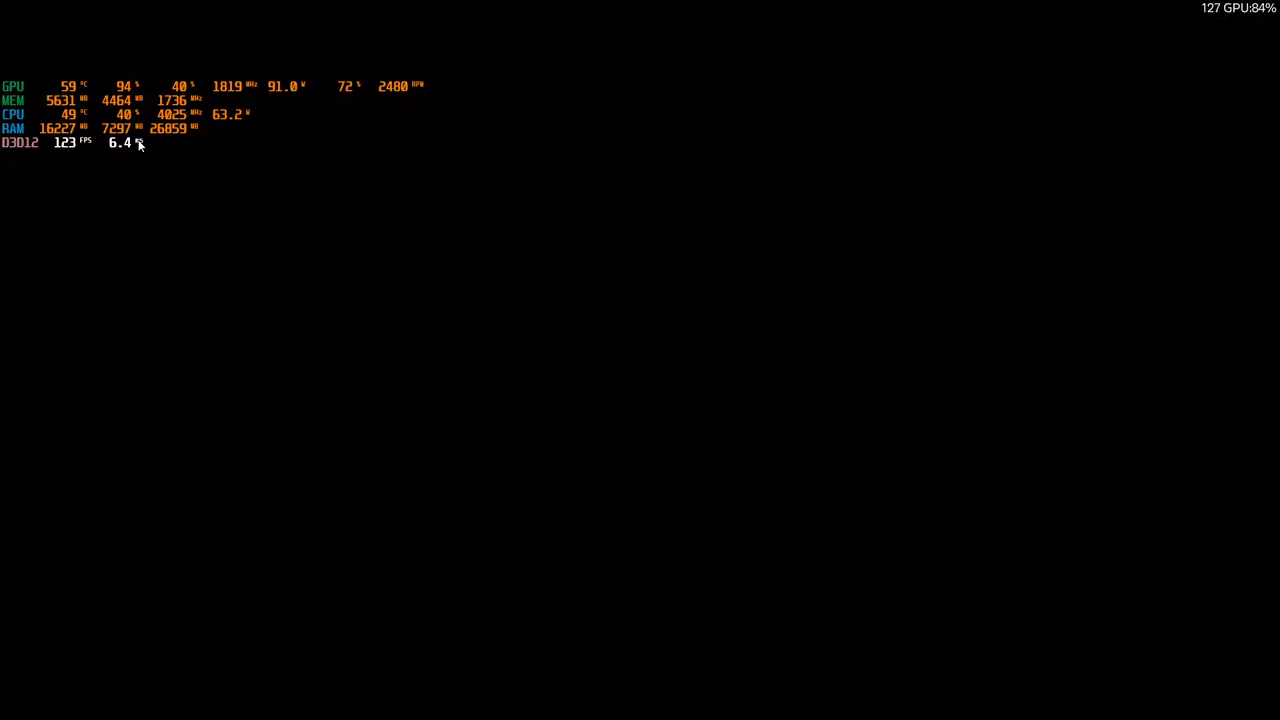 127 GPU:84%
GPU 59 °C 94 % 40 % 1819 MHz 91.0 W 72 % 2480 RPM
MEM 5631 MB 4464 MB 1736 MHz
CPU 49 °C 40 % 4025 MHz 63.2 W
RAM 16227 MB 7297 MB 26859 MB
D3D12 123 FPS 6.4